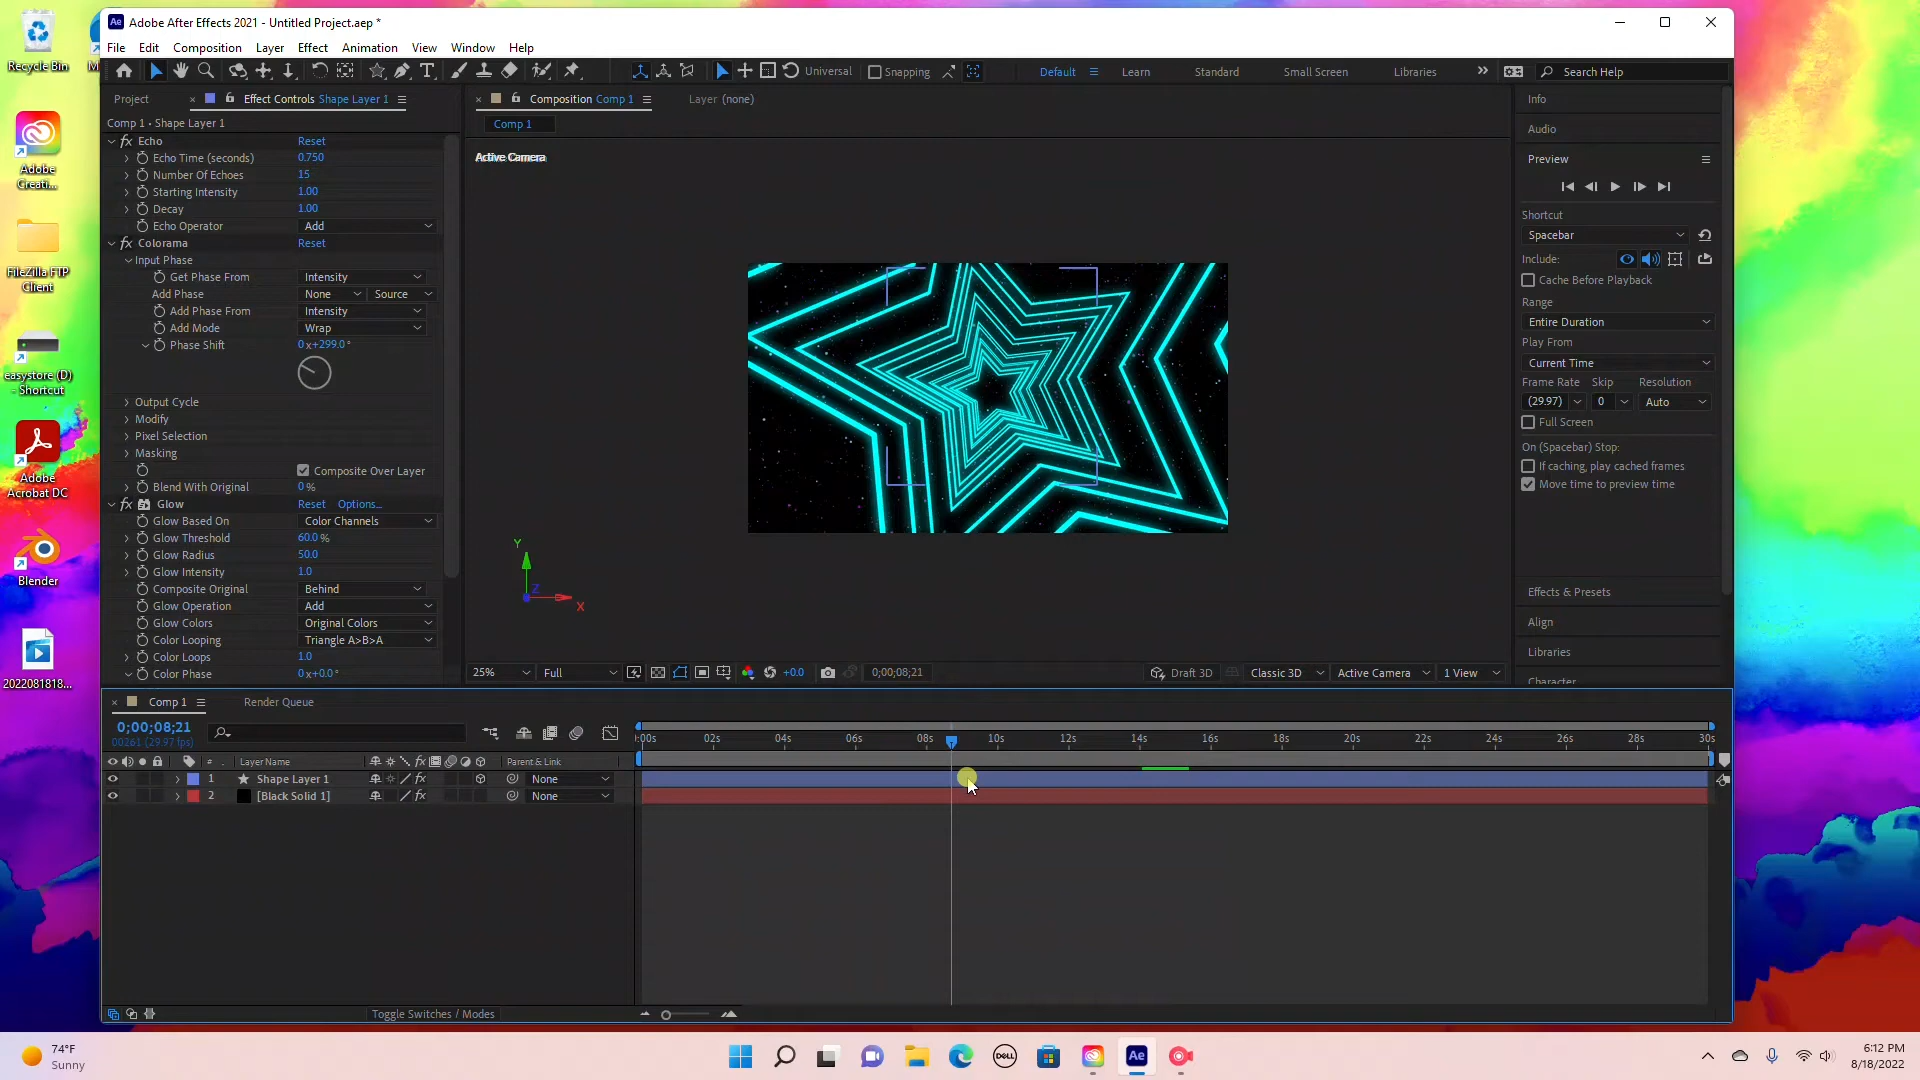 Recycle Bin
Adobe
Creati...
FileZilla FTP
Client
easystore (D)
- Shortcut
Adobe
Acrobat DC
Blender
2022081818...
Ae Adobe After Effects 2021 - Untitled Project.aep *
File Edit Composition Layer Effect Animation View Window Help
Universal Snapping Default Learn Standard Small Screen Libraries Search Help
Project Effect Controls Shape Layer 1
Comp 1 • Shape Layer 1
fx Echo Reset
Echo Time (seconds) 0.750
Number Of Echoes 15
Starting Intensity 1.00
Decay 1.00
Echo Operator Add
fx Colorama Reset
Input Phase
Get Phase From Intensity
Add Phase None Source
Add Phase From Intensity
Add Mode Wrap
Phase Shift 0x+299.0°
Output Cycle
Modify
Pixel Selection
Masking
Composite Over Layer
Blend With Original 0%
fx Glow Reset Options...
Glow Based On Color Channels
Glow Threshold 60.0%
Glow Radius 50.0
Glow Intensity 1.0
Composite Original Behind
Glow Operation Add
Glow Colors Original Colors
Color Looping Triangle A>B>A
Color Loops 1.0
Color Phase 0x+0.0°
Composition Comp 1 Layer (none)
Comp 1
Active Camera
Y
Z
X
25% Full +0.0 0;00;08;21 Draft 3D Classic 3D Active Camera 1 View
Info
Audio
Preview
Shortcut
Spacebar
Include:
Cache Before Playback
Range
Entire Duration
Play From
Current Time
Frame Rate Skip Resolution
(29.97) 0 Auto
Full Screen
On (Spacebar) Stop:
If caching, play cached frames
Move time to preview time
Effects & Presets
Align
Libraries
Character
Comp 1 Render Queue
0;00;08;21
00261 (29.97 fps)
:00s 02s 04s 06s 08s 10s 12s 14s 16s 18s 20s 22s 24s 26s 28s 30s
# . Layer Name fx Parent & Link
1 Shape Layer 1 fx None
2 [Black Solid 1] fx None
Toggle Switches / Modes
74°F
Sunny
DELL
Ae
6:12 PM
8/18/2022